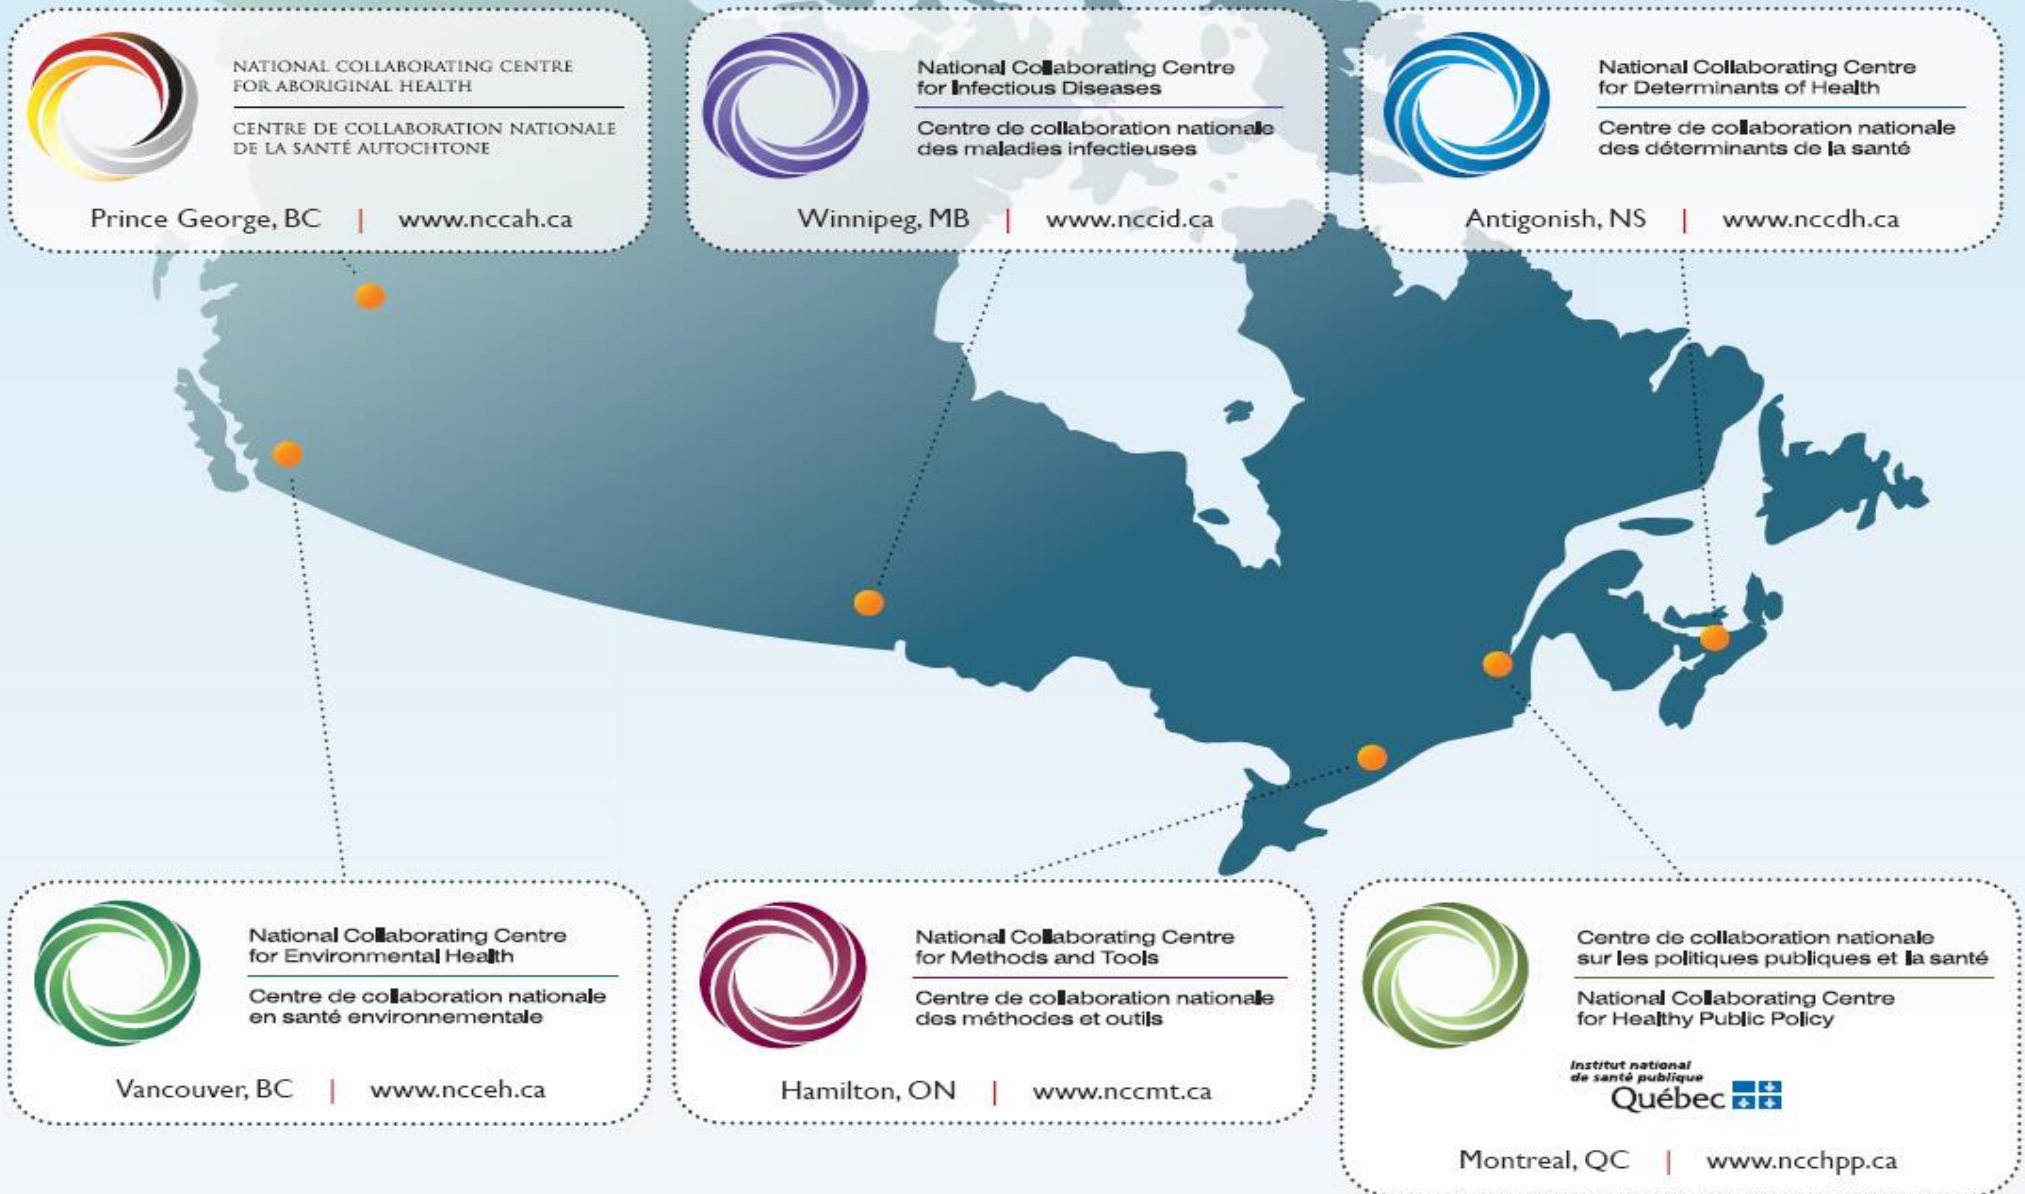 NATIONAL COLLABORATING CENTRE
FOR ABORIGINAL HEALTH
CENTRE DE COLLABORATION NATIONALE
DE LA SANTÉ AUTOCHTONE
Prince George, BC | www.nccah.ca
National Collaborating Centre
for Infectious Diseases
Centre de collaboration nationale
des maladies infectieuses
Winnipeg, MB | www.nccid.ca
National Collaborating Centre
for Determinants of Health
Centre de collaboration nationale
des déterminants de la santé
Antigonish, NS | www.nccdh.ca
National Collaborating Centre
for Environmental Health
Centre de collaboration nationale
en santé environnementale
Vancouver, BC | www.ncceh.ca
National Collaborating Centre
for Methods and Tools
Centre de collaboration nationale
des méthodes et outils
Hamilton, ON | www.nccmt.ca
Centre de collaboration nationale
sur les politiques publiques et la santé
National Collaborating Centre
for Healthy Public Policy
Institut national
de santé publique
Québec
Montreal, QC | www.ncchpp.ca